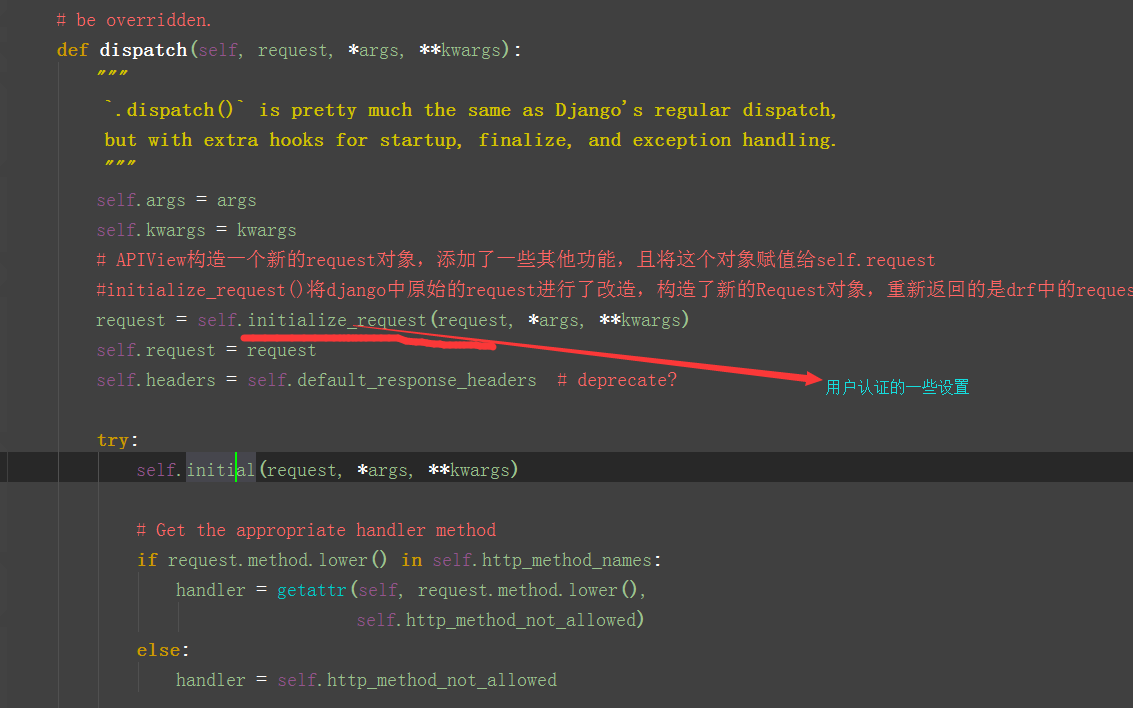 # be overridden.
def dispatch(self, request, *args, **kwargs):
"""
`.dispatch()` is pretty much the same as Django's regular dispatch,
but with extra hooks for startup, finalize, and exception handling.
"""
self.args = args
self.kwargs = kwargs
# APIView构造一个新的request对象，添加了一些其他功能，且将这个对象赋值给self.request
#initialize_request()将django中原始的request进行了改造，构造了新的Request对象，重新返回的是drf中的reques
request = self.initialize_request(request, *args, **kwargs)
self.request = request
self.headers = self.default_response_headers  # deprecate?
用户认证的一些设置
try:
self.initial(request, *args, **kwargs)
# Get the appropriate handler method
if request.method.lower() in self.http_method_names:
handler = getattr(self, request.method.lower(),
self.http_method_not_allowed)
else:
handler = self.http_method_not_allowed